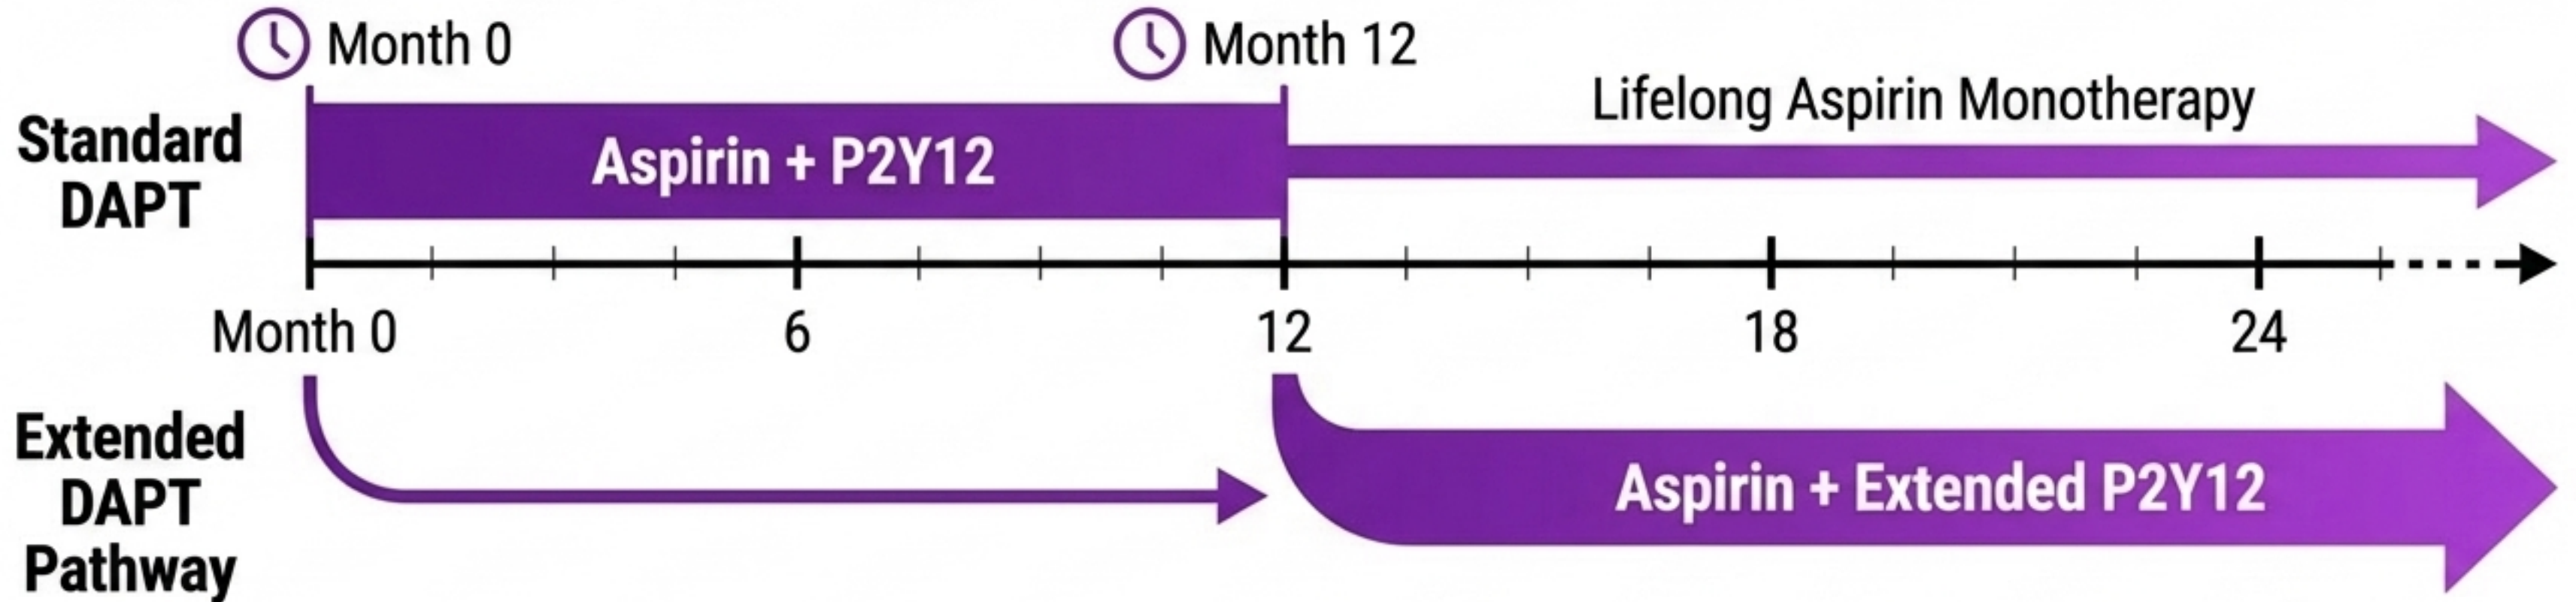 Month 0
Month 12
Standard
DAPT
Aspirin + P2Y12
Lifelong Aspirin Monotherapy
Month 0
6
12
18
24
Extended
DAPT
Pathway
Aspirin + Extended P2Y12